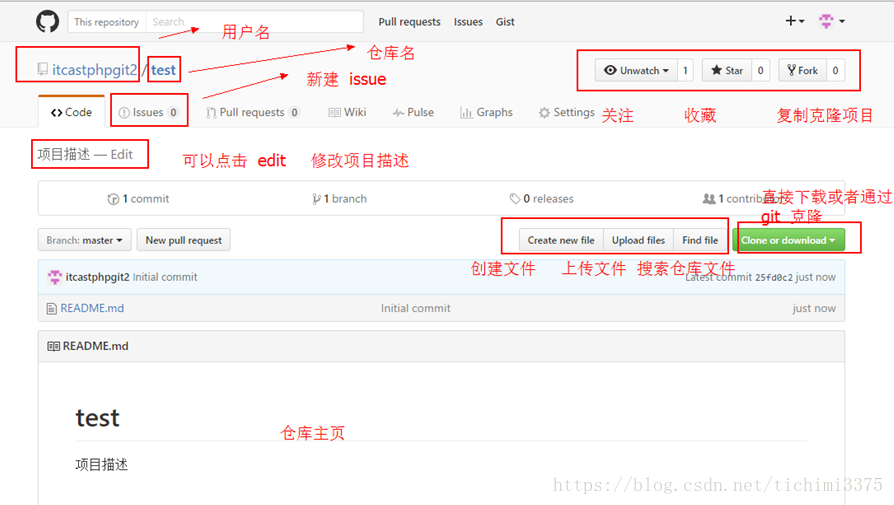 This repository Search Pull requests Issues Gist
用户名
仓库名
itcastphpgit2 / test
Unwatch 1 Star 0 Fork 0
新建 issue
Code Issues 0 Pull requests 0 Wiki Pulse Graphs Settings
关注 收藏 复制克隆项目
项目描述 — Edit
可以点击 edit 修改项目描述
1 commit 1 branch 0 releases 1 contributor
直接下载或者通过
git 克隆
Branch: master New pull request Create new file Upload files Find file Clone or download
创建文件 上传文件 搜索仓库文件
itcastphpgit2 Initial commit Latest commit 25fd0c2 just now
README.md Initial commit just now
README.md
test
仓库主页
项目描述
https://blog.csdn.net/tichimi3375